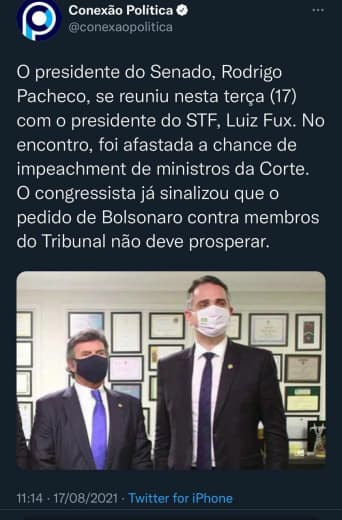 Conexão Política
@conexaopolitica
O presidente do Senado, Rodrigo
Pacheco, se reuniu nesta terça (17)
com o presidente do STF, Luiz Fux. No
encontro, foi afastada a chance de
impeachment de ministros da Corte.
O congressista já sinalizou que o
pedido de Bolsonaro contra membros
do Tribunal não deve prosperar.
11:14 · 17/08/2021 · Twitter for iPhone